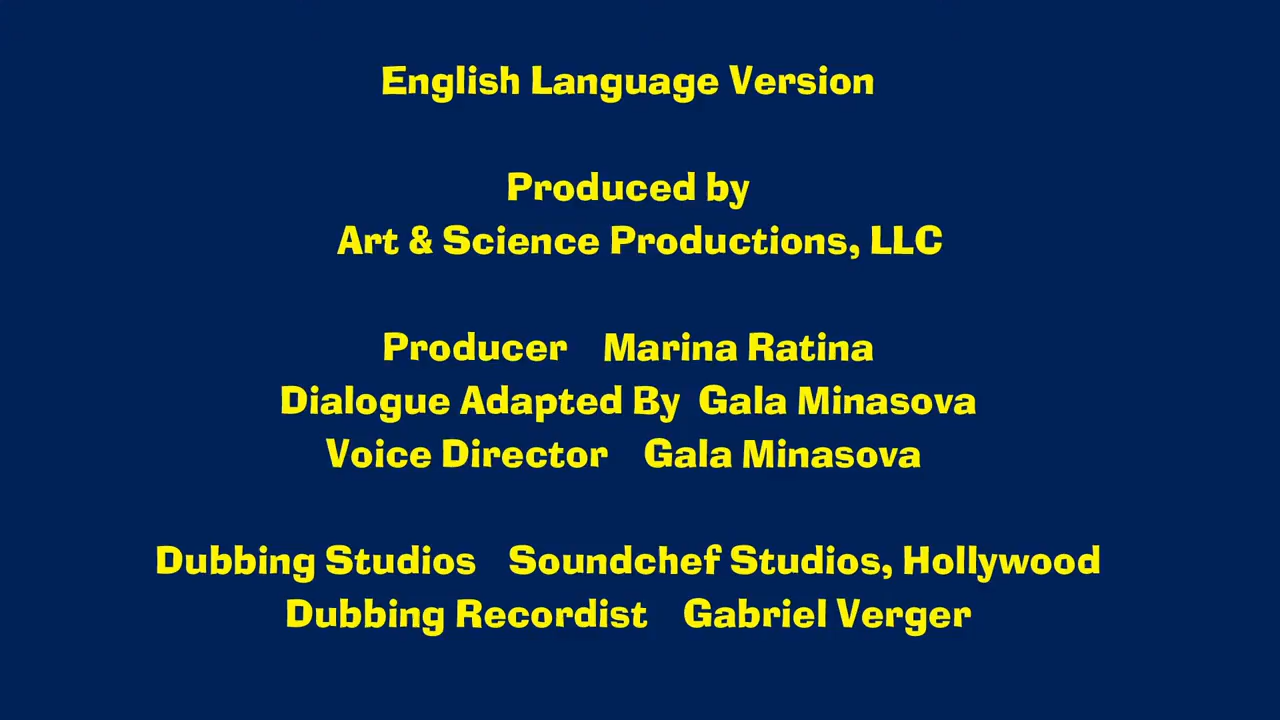 English Language Version
Produced by
Art & Science Productions, LLC
Producer Marina Ratina
Dialogue Adapted By Gala Minasova
Voice Director Gala Minasova
Dubbing Studios Soundchef Studios, Hollywood
Dubbing Recordist Gabriel Verger